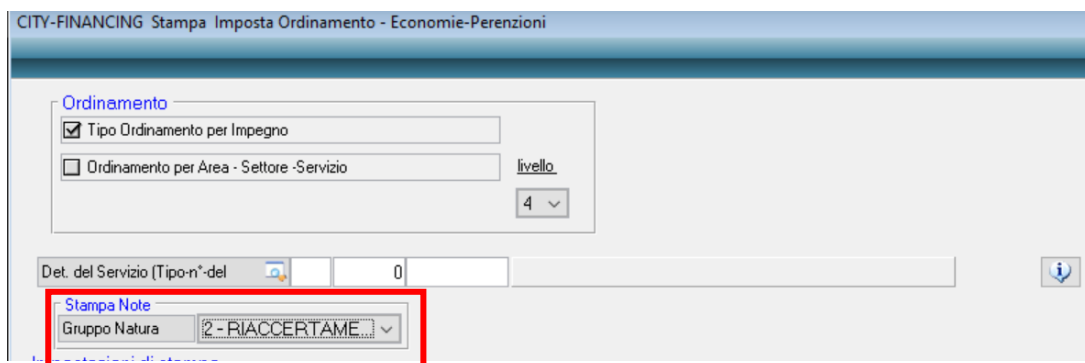 CITY-FINANCING Stampa Imposta Ordinamento - Economie-Perenzioni
Ordinamento
Tipo Ordinamento per Impegno
Ordinamento per Area - Settore -Servizio
livello
4
Det. del Servizio (Tipo-n°-del
0
Stampa Note
Gruppo Natura
2 - RIACCERTAME...